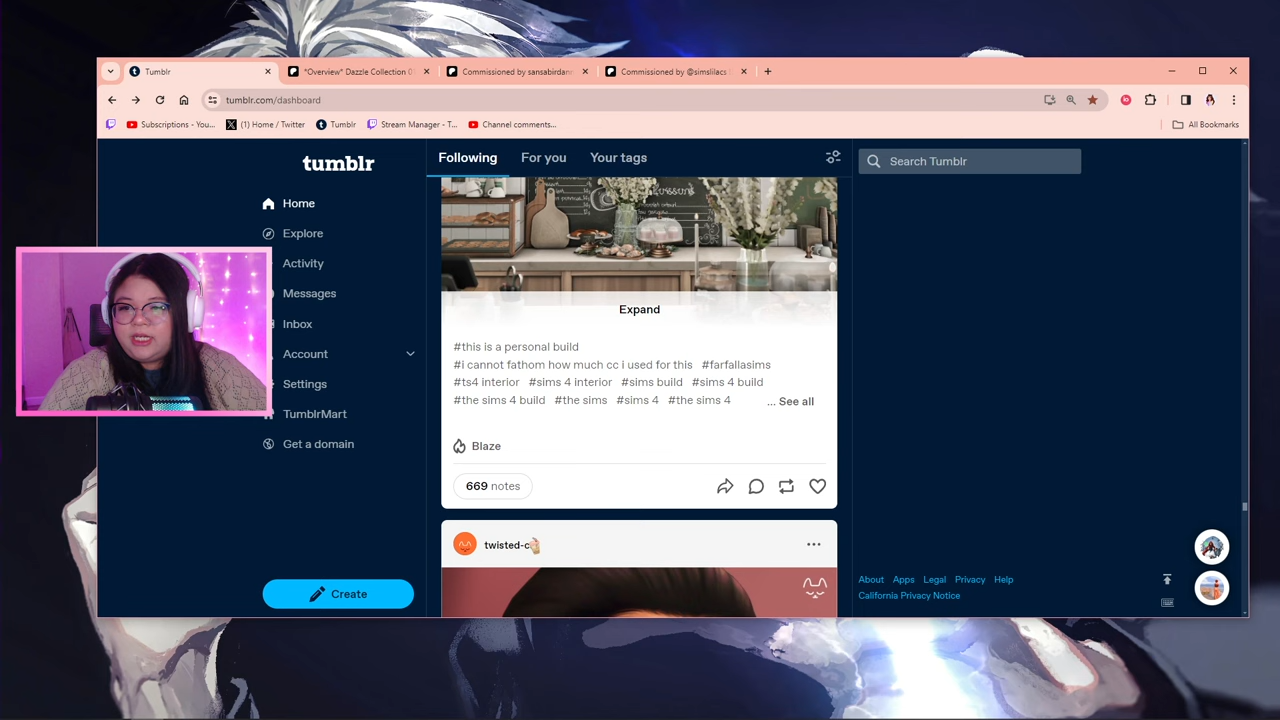 Tumblr
*Overview* Dazzle Collection
Commissioned by sansabirdan
Commissioned by @simslilacs
tumblr.com/dashboard
Subscriptions - You...
(1) Home / Twitter
Tumblr
Stream Manager - T...
Channel comments...
All Bookmarks
tumblr
Home
Explore
Activity
Messages
Inbox
Account
Settings
TumblrMart
Get a domain
Create
Following
For you
Your tags
Expand
#this is a personal build
#i cannot fathom how much cc i used for this #farfallasims
#ts4 interior #sims 4 interior #sims build #sims 4 build
#the sims 4 build #the sims #sims 4 #the sims 4 ... See all
Blaze
669 notes
twisted-c
Search Tumblr
About Apps Legal Privacy Help
California Privacy Notice